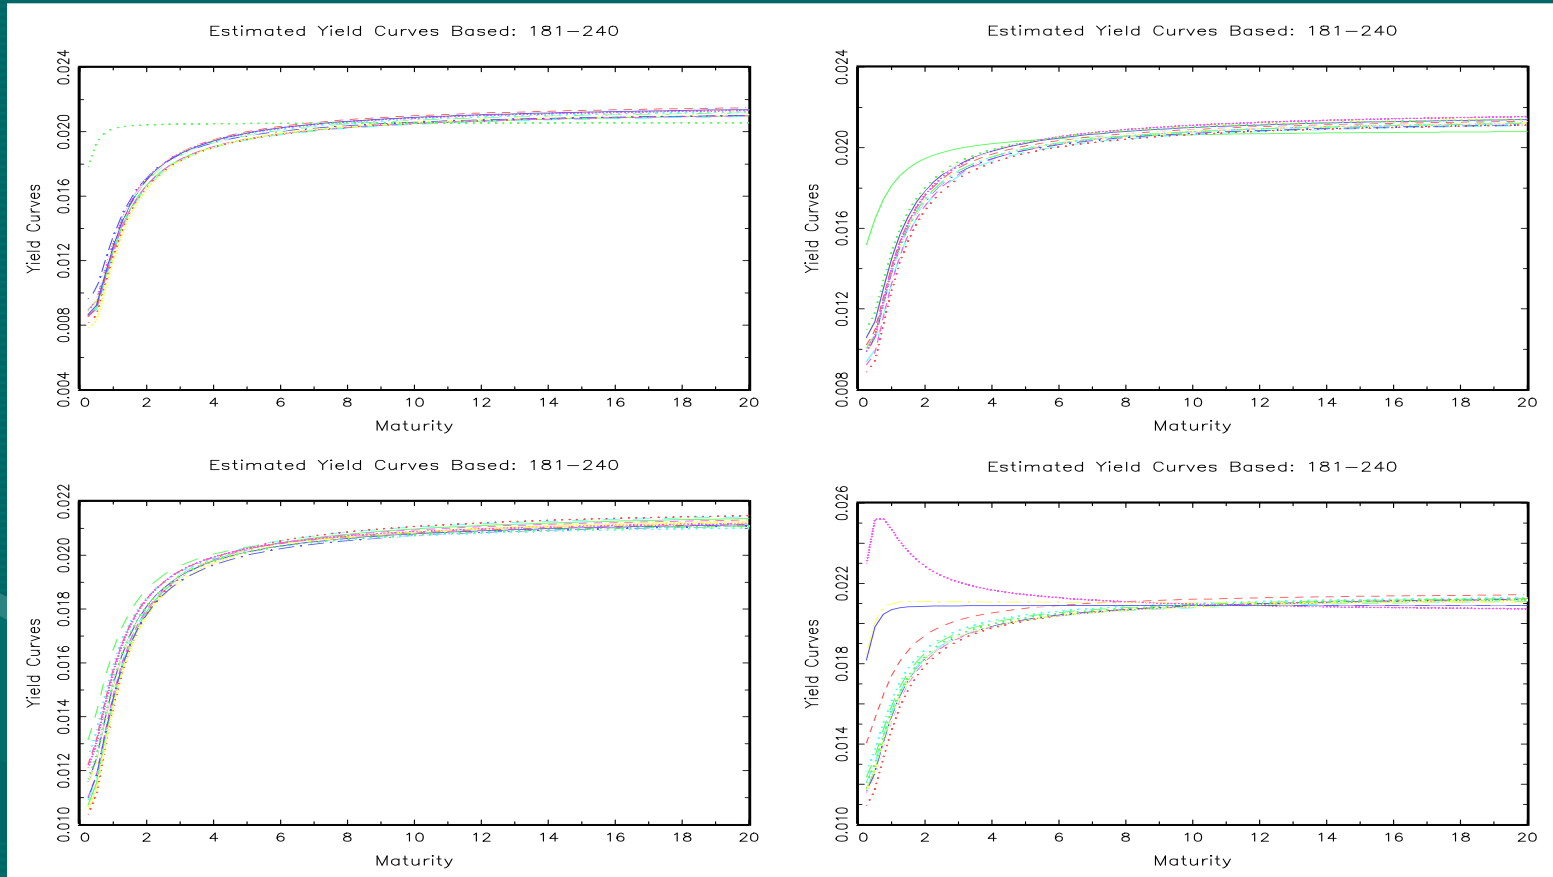 Estimated Yield Curves Based: 181-240
0.024
0.020
0.016
0.012
0.008
0.004
Yield Curves
0 2 4 6 8 10 12 14 16 18 20
Maturity
Estimated Yield Curves Based: 181-240
0.024
0.020
0.016
0.012
0.008
Yield Curves
0 2 4 6 8 10 12 14 16 18 20
Maturity
Estimated Yield Curves Based: 181-240
0.022
0.020
0.018
0.016
0.014
0.012
0.010
Yield Curves
0 2 4 6 8 10 12 14 16 18 20
Maturity
Estimated Yield Curves Based: 181-240
0.026
0.022
0.018
0.014
0.010
Yield Curves
0 2 4 6 8 10 12 14 16 18 20
Maturity